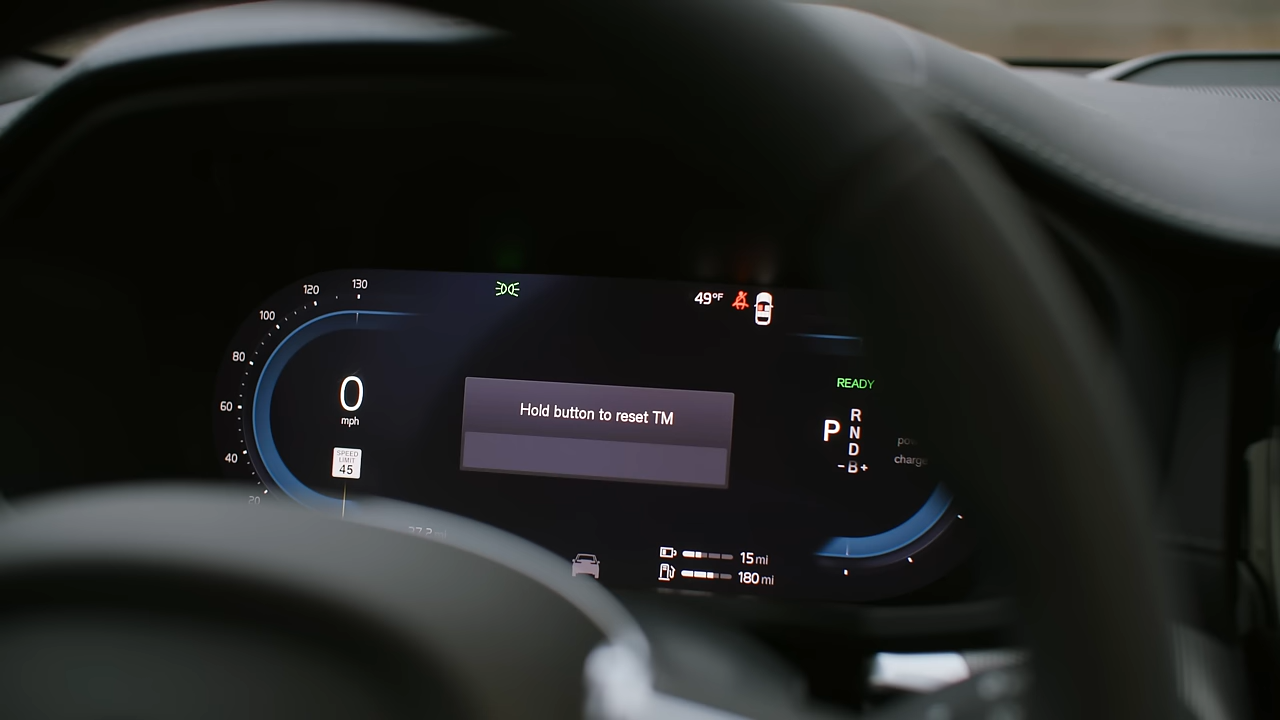 120
130
100
80
60
40
20
0
mph
SPEED
LIMIT
45
49°F
Hold button to reset TM
READY
P
R
N
D
-B+
charge
15 mi
180 mi